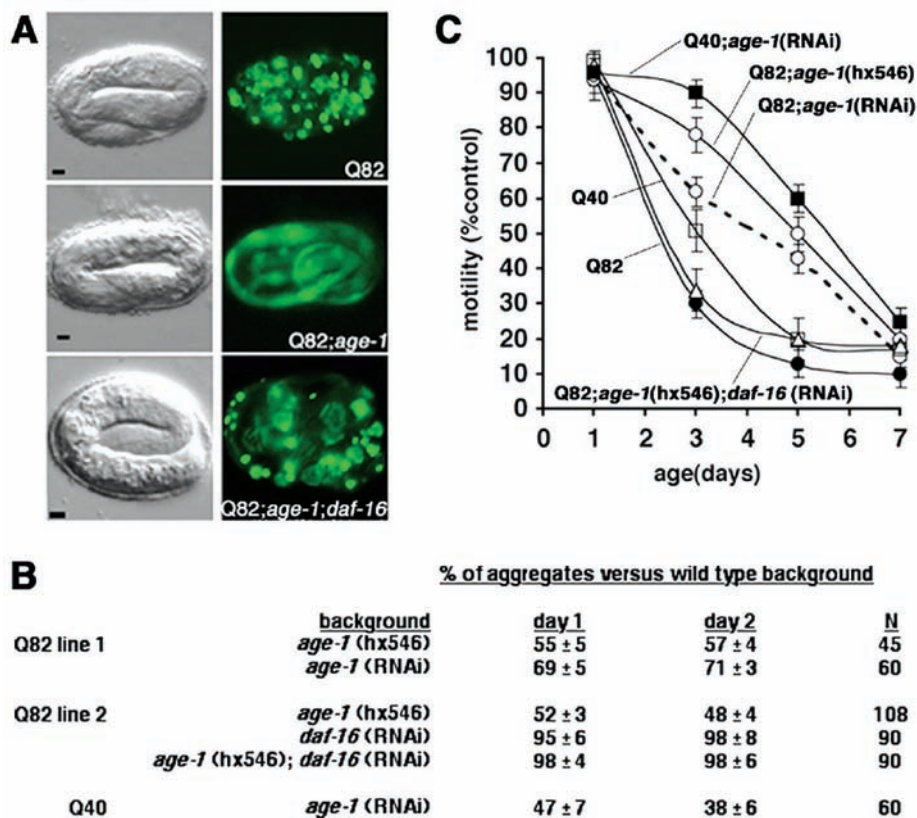 A
Q82
Q82;age-1
Q82;age-1;daf-16
C
motility (%control)
100
90
80
70
60
50
40
30
20
10
0
0 1 2 3 4 5 6 7
age(days)
Q40;age-1(RNAi)
Q82;age-1(hx546)
Q82;age-1(RNAi)
Q40
Q82
Q82;age-1(hx546);daf-16 (RNAi)
B
% of aggregates versus wild type background
background day 1 day 2 N
Q82 line 1 age-1 (hx546) 55 ± 5 57 ± 4 45
age-1 (RNAi) 69 ± 5 71 ± 3 60
Q82 line 2 age-1 (hx546) 52 ± 3 48 ± 4 108
daf-16 (RNAi) 95 ± 6 98 ± 8 90
age-1 (hx546); daf-16 (RNAi) 98 ± 4 98 ± 6 90
Q40 age-1 (RNAi) 47 ± 7 38 ± 6 60